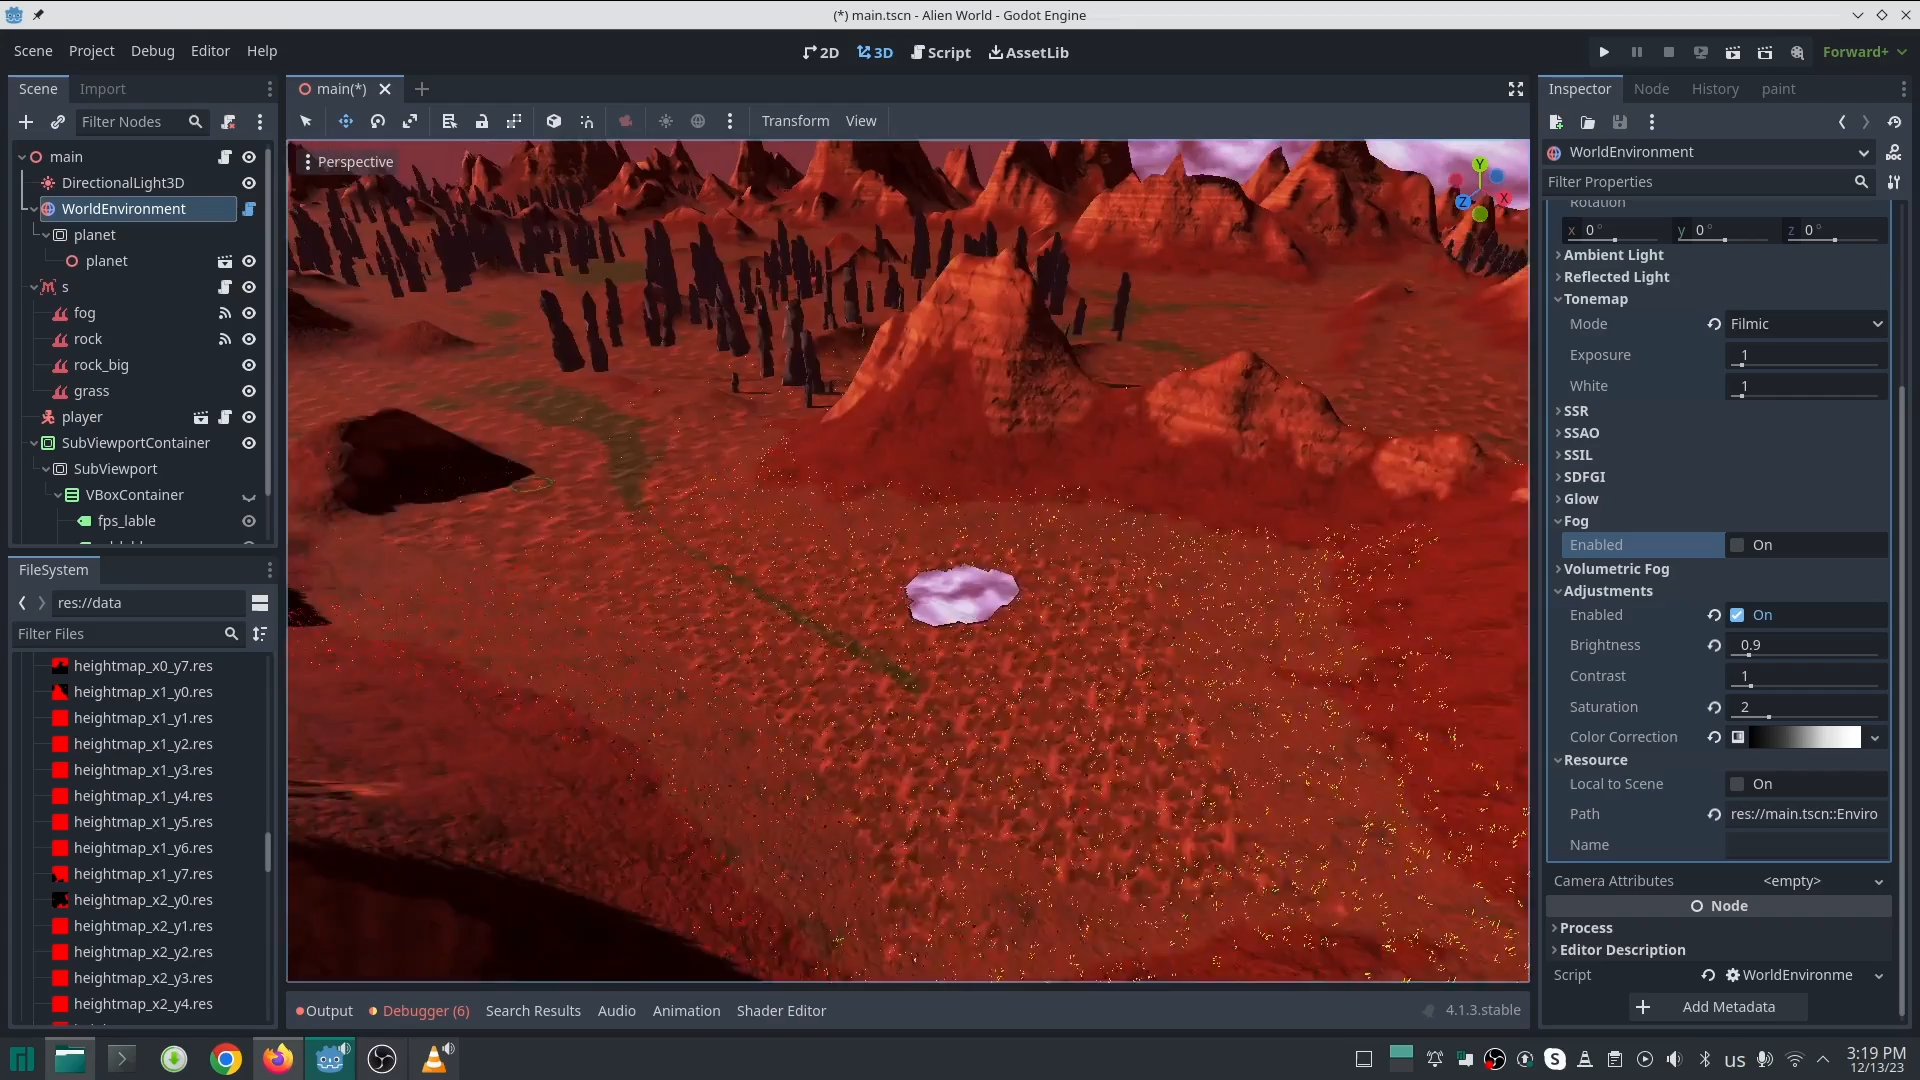 (*) main.tscn - Alien World - Godot Engine
Scene Project Debug Editor Help
2D 3D Script AssetLib
Forward+
Scene Import
Filter Nodes
main
DirectionalLight3D
WorldEnvironment
planet
planet
s
fog
rock
rock_big
grass
player
SubViewportContainer
SubViewport
VBoxContainer
fps_lable
FileSystem
res://data
Filter Files
heightmap_x0_y7.res
heightmap_x1_y0.res
heightmap_x1_y1.res
heightmap_x1_y2.res
heightmap_x1_y3.res
heightmap_x1_y4.res
heightmap_x1_y5.res
heightmap_x1_y6.res
heightmap_x1_y7.res
heightmap_x2_y0.res
heightmap_x2_y1.res
heightmap_x2_y2.res
heightmap_x2_y3.res
heightmap_x2_y4.res
main(*)
Transform View
Perspective
Y
X
Z
Output Debugger (6) Search Results Audio Animation Shader Editor
4.1.3.stable
Inspector Node History paint
WorldEnvironment
DOC
Filter Properties
Rotation
x 0 ° y 0 ° z 0 °
Ambient Light
Reflected Light
Tonemap
Mode Filmic
Exposure 1
White 1
SSR
SSAO
SSIL
SDFGI
Glow
Fog
Enabled On
Volumetric Fog
Adjustments
Enabled On
Brightness 0.9
Contrast 1
Saturation 2
Color Correction
Resource
Local to Scene On
Path res://main.tscn::Enviro
Name
Camera Attributes <empty>
Node
Process
Editor Description
Script WorldEnvironme
Add Metadata
us
3:19 PM
12/13/23